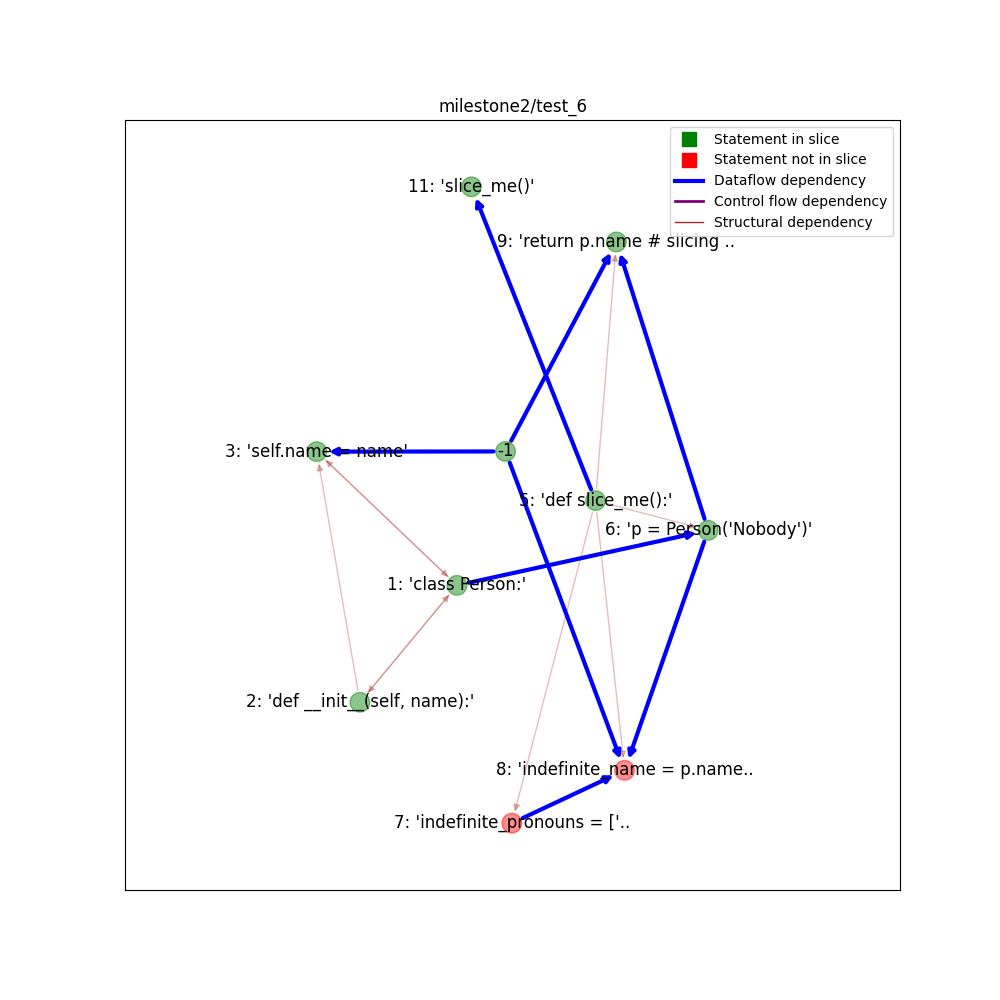 milestone2/test_6
Statement in slice
Statement not in slice
Dataflow dependency
Control flow dependency
Structural dependency
11: 'slice_me()'
9: 'return p.name # slicing ..
3: 'self.name = name'
-1
5: 'def slice_me():'
6: 'p = Person('Nobody')'
1: 'class Person:'
2: 'def __init__(self, name):'
8: 'indefinite_name = p.name..
7: 'indefinite_pronouns = ['..